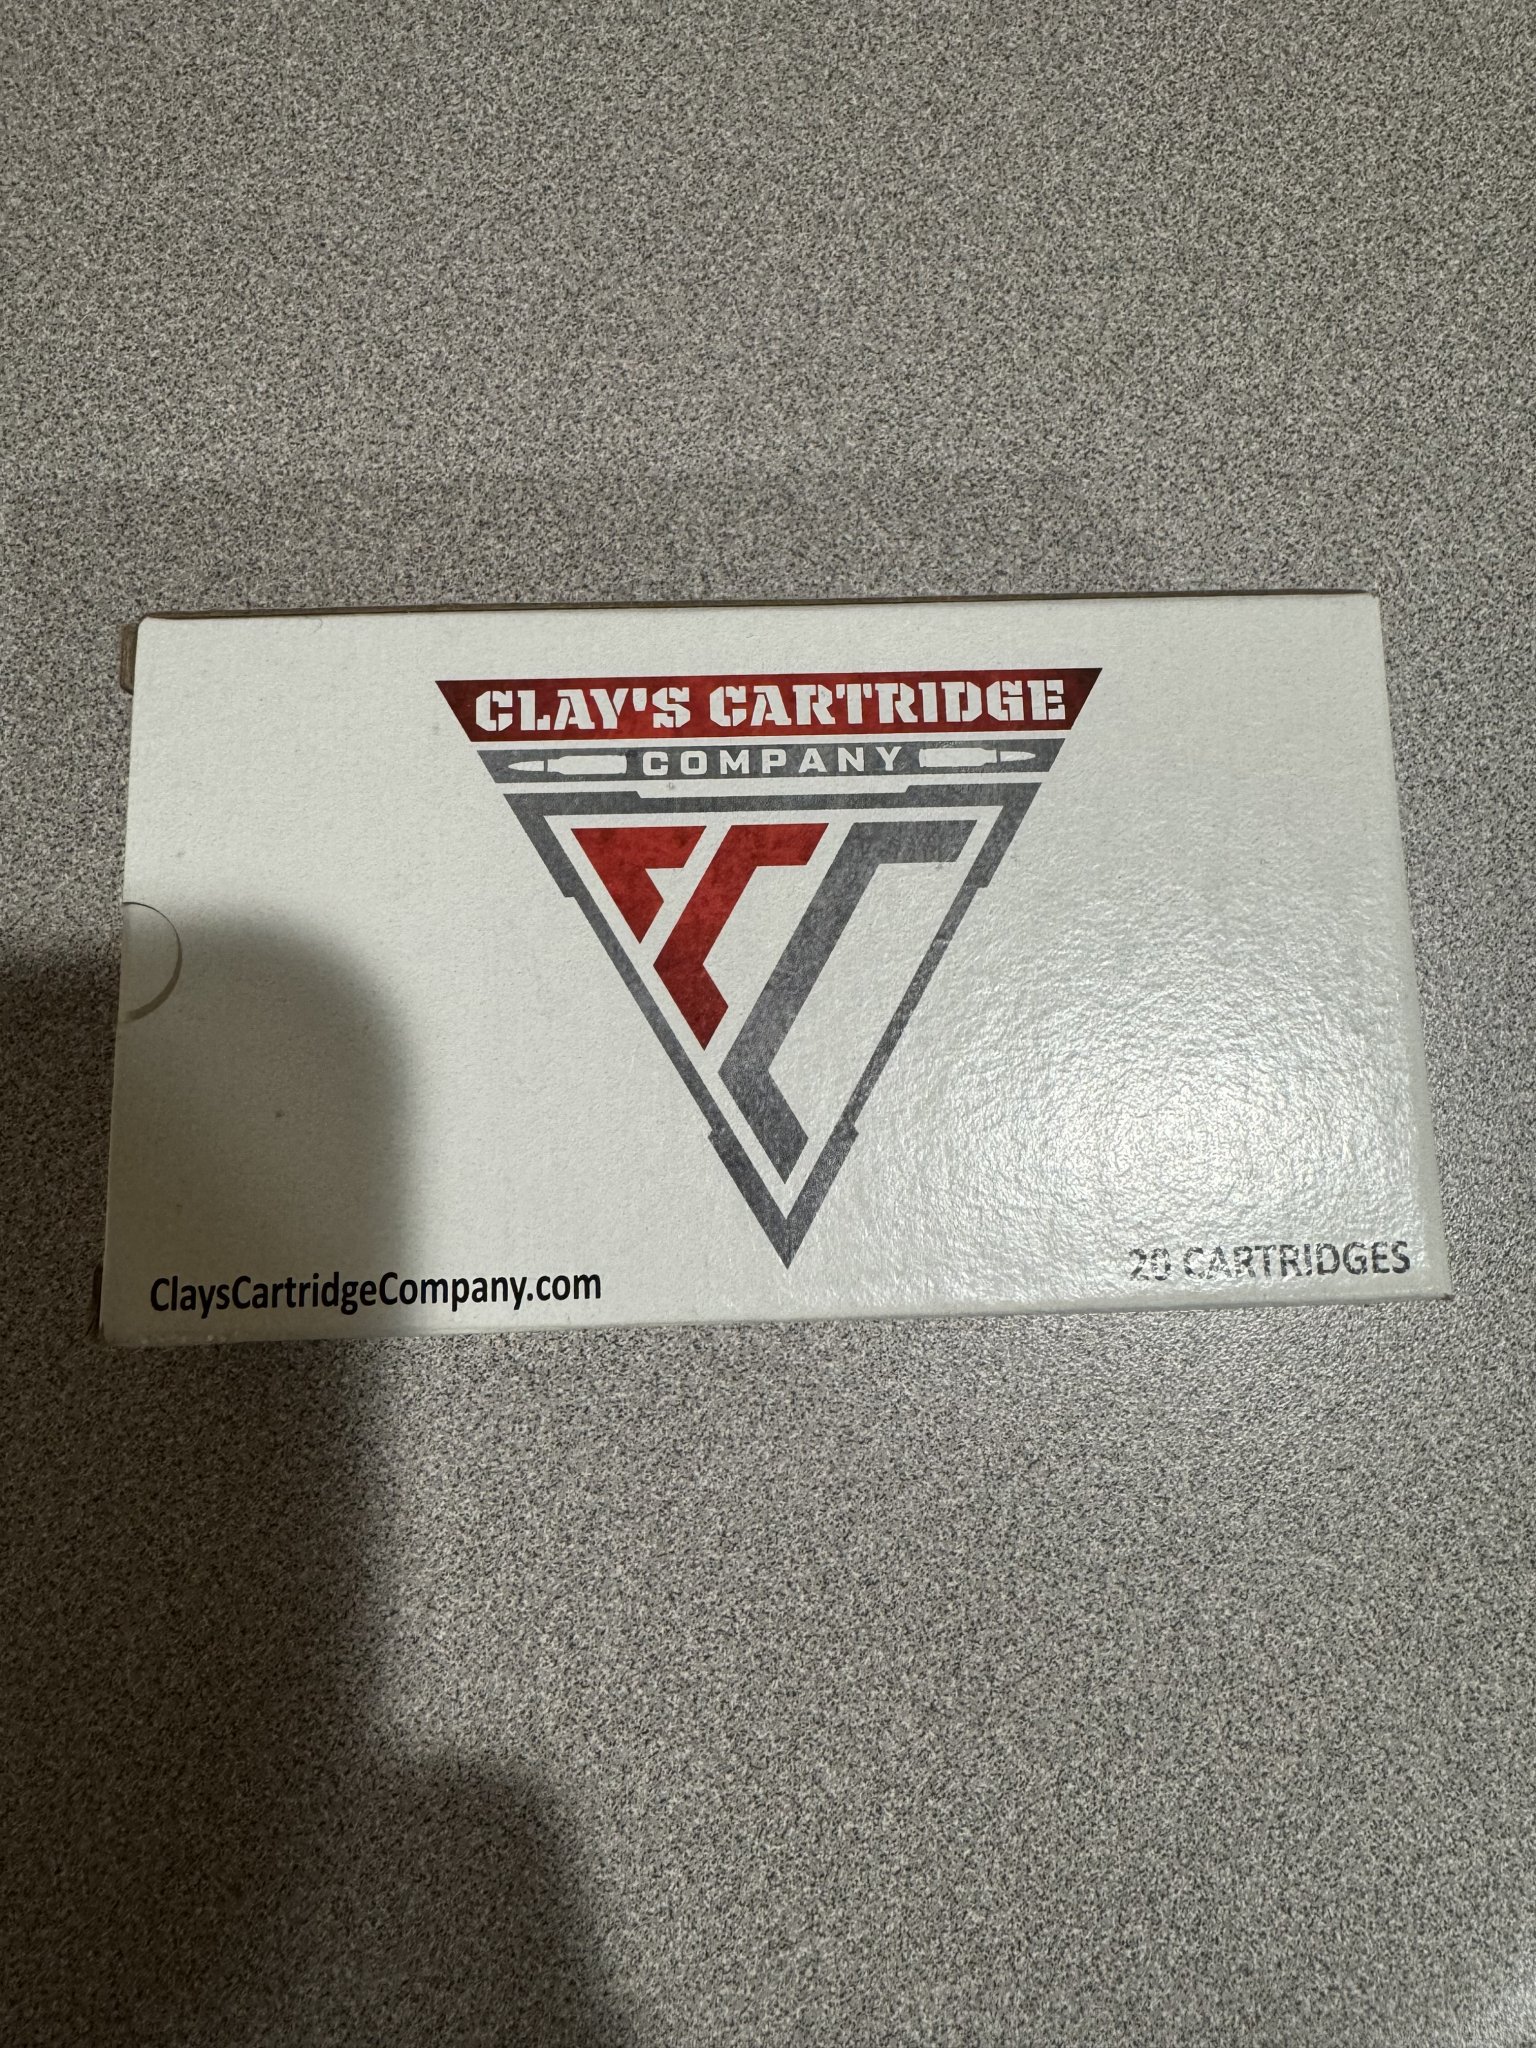 CLAY'S CARTRIDGE
COMPANY
ClaysCartridgeCompany.com
20 CARTRIDGES